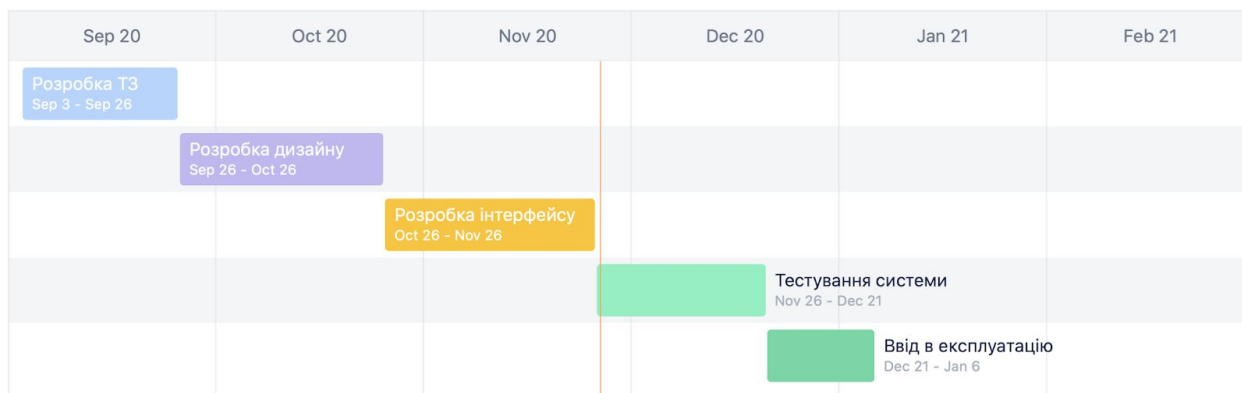 Sep 20 Oct 20 Nov 20 Dec 20 Jan 21 Feb 21
Розробка ТЗ
Sep 3 - Sep 26
Розробка дизайну
Sep 26 - Oct 26
Розробка інтерфейсу
Oct 26 - Nov 26
Тестування системи
Nov 26 - Dec 21
Ввід в експлуатацію
Dec 21 - Jan 6